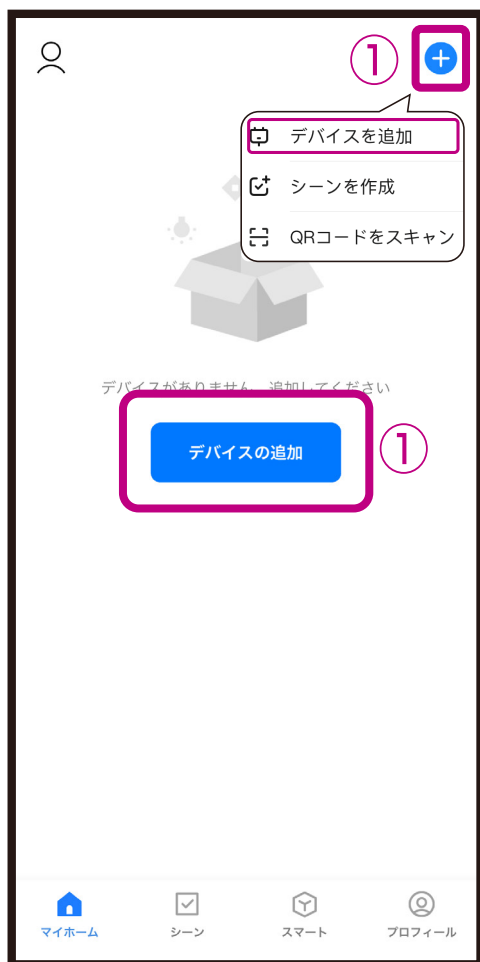 ①
デバイスを追加
シーンを作成
QRコードをスキャン
デバイスがありません、追加してください
デバイスの追加
①
マイホーム
シーン
スマート
プロフィール